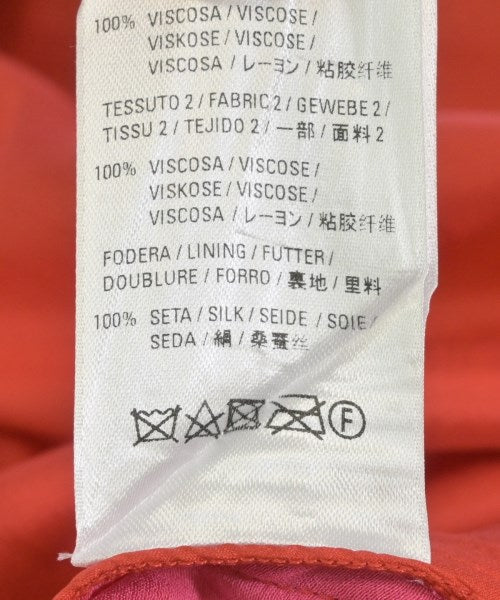 100% VISCOSA / VISCOSE /
VISKOSE / VISCOSE /
VISCOSA / レーヨン / 粘胶纤维
TESSUTO 2 / FABRIC 2 / GEWEBE 2 /
TISSU 2 / TEJIDO 2 / 一部 / 面料 2
100% VISCOSA / VISCOSE /
VISKOSE / VISCOSE /
VISCOSA / レーヨン / 粘胶纤维
FODERA / LINING / FUTTER /
DOUBLURE / FORRO / 裏地 / 里料
100% SETA / SILK / SEIDE / SOIE /
SEDA / 絹 / 桑蚕丝
F